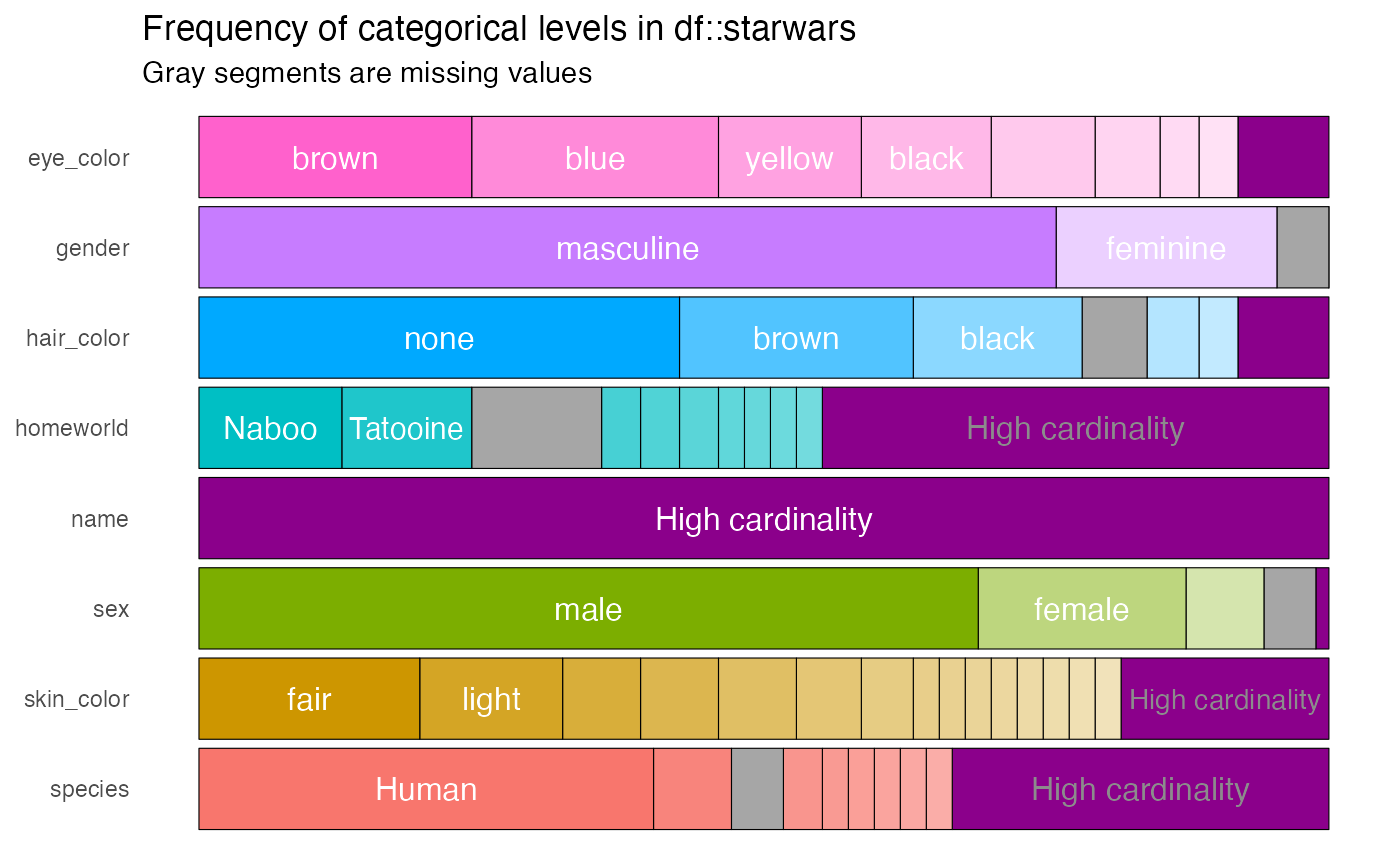 Frequency of categorical levels in df::starwars
Gray segments are missing values
eye_color brown blue yellow black
gender masculine feminine
hair_color none brown black
homeworld Naboo Tatooine High cardinality
name High cardinality
sex male female
skin_color fair light High cardinality
species Human High cardinality